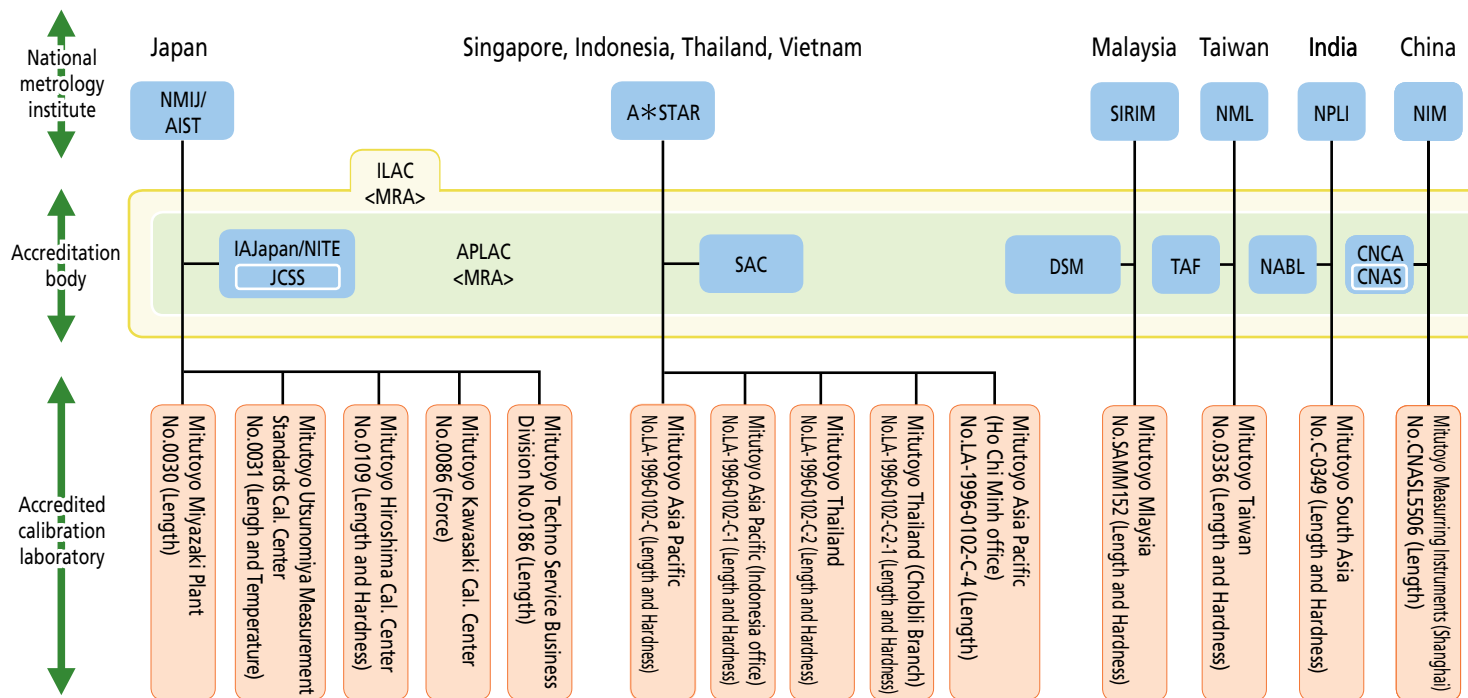 National
metrology
institute
Japan
Singapore, Indonesia, Thailand, Vietnam
Malaysia
Taiwan
India
China
NMIJ/
AIST
A＊STAR
SIRIM
NML
NPLI
NIM
ILAC
<MRA>
Accreditation
body
IAJapan/NITE
JCSS
APLAC
<MRA>
SAC
DSM
TAF
NABL
CNCA
CNAS
Accredited
calibration
laboratory
Mitutoyo Miyazaki Plant
No.0030 (Length)
Mitutoyo Utsunomiya Measurement
Standards Cal. Center
No.0031 (Lengh and Temperature)
Mitutoyo Hiroshima Cal. Center
No.0109 (Length and Hardness)
Mitutoyo Kawasaki Cal. Center
No.0086 (Force)
Mitutoyo Techno Service Business
Division No.0186 (Length)
Mitutoyo Asia Pacific
No.LA-1996-0102-C (Length and Hardness)
Mitutoyo Asia Pacific (Indonesia office)
No.LA-1996-0102-C-1 (Length and Hardness)
Mitutoyo Thailand
No.LA-1996-0102-C-2 (Length and Hardness)
Mitutoyo Thailand (Cholbli Branch)
No.LA-1996-0102-C-2-1 (Length and Hardness)
Mitutoyo Asia Pacific
(Ho Chi Minh office)
No.LA-1996-0102-C-4 (Length)
Mitutoyo Mlaysia
No.SAMM152 (Length and Hardness)
Mitutoyo Taiwan
No.0336 (Length and Hardness)
Mitutoyo South Asia
No.C-0349 (Length and Hardness)
Mitutoyo Measurring Instruments (Shanghai)
No.CNASL5506 (Length)